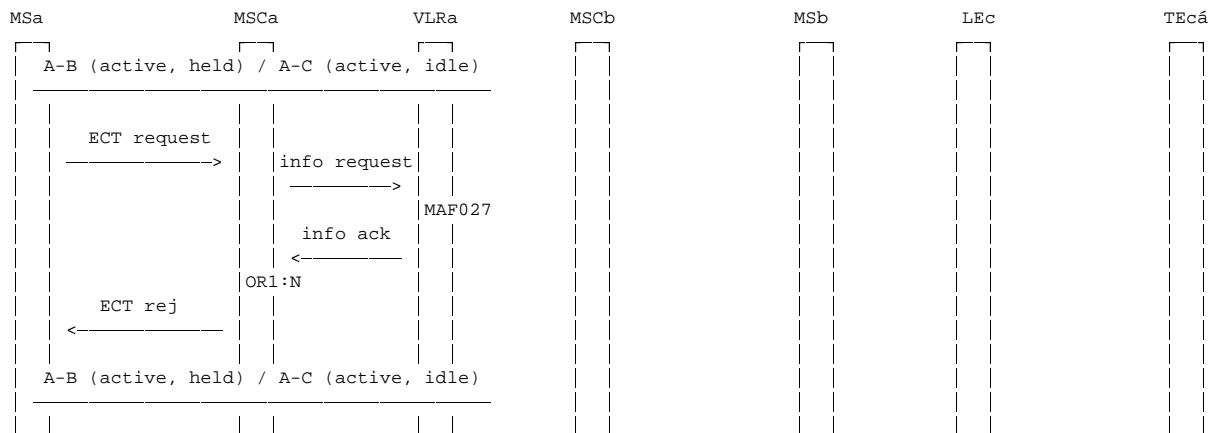 MSa MSCa VLRa MSCb MSb LEc TEcá
A-B (active, held) / A-C (active, idle)
ECT request
info request
MAF027
info ack
OR1:N
ECT rej
A-B (active, held) / A-C (active, idle)